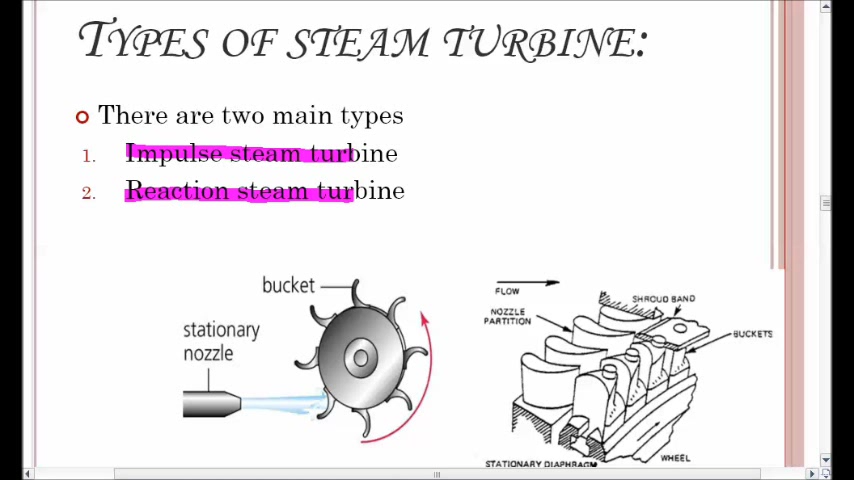 TYPES OF STEAM TURBINE:
There are two main types
1. Impulse steam turbine
2. Reaction steam turbine
bucket
stationary
nozzle
FLOW
NOZZLE
PARTITION
SHROUD BAND
BUCKETS
WHEEL
STATIONARY DIAPHRAGM